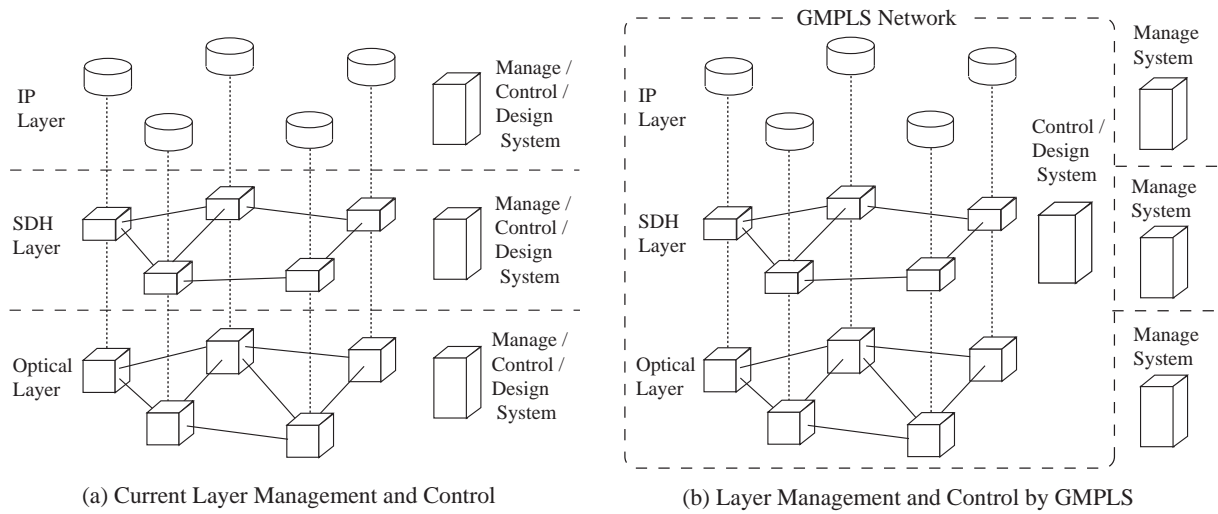 IP
Layer
Manage /
Control /
Design
System
SDH
Layer
Manage /
Control /
Design
System
Optical
Layer
Manage /
Control /
Design
System
(a) Current Layer Management and Control
GMPLS Network
IP
Layer
Control /
Design
System
SDH
Layer
Optical
Layer
Manage
System
Manage
System
Manage
System
(b) Layer Management and Control by GMPLS